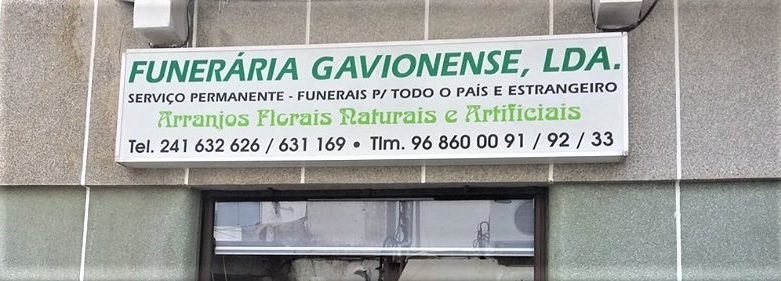 FUNERÁRIA GAVIONENSE, LDA.
SERVIÇO PERMANENTE - FUNERAIS P/ TODO O PAÍS E ESTRANGEIRO
Arranjos Florais Naturais e Artificiais
Tel. 241 632 626 / 631 169 • Tlm. 96 860 00 91 / 92 / 33